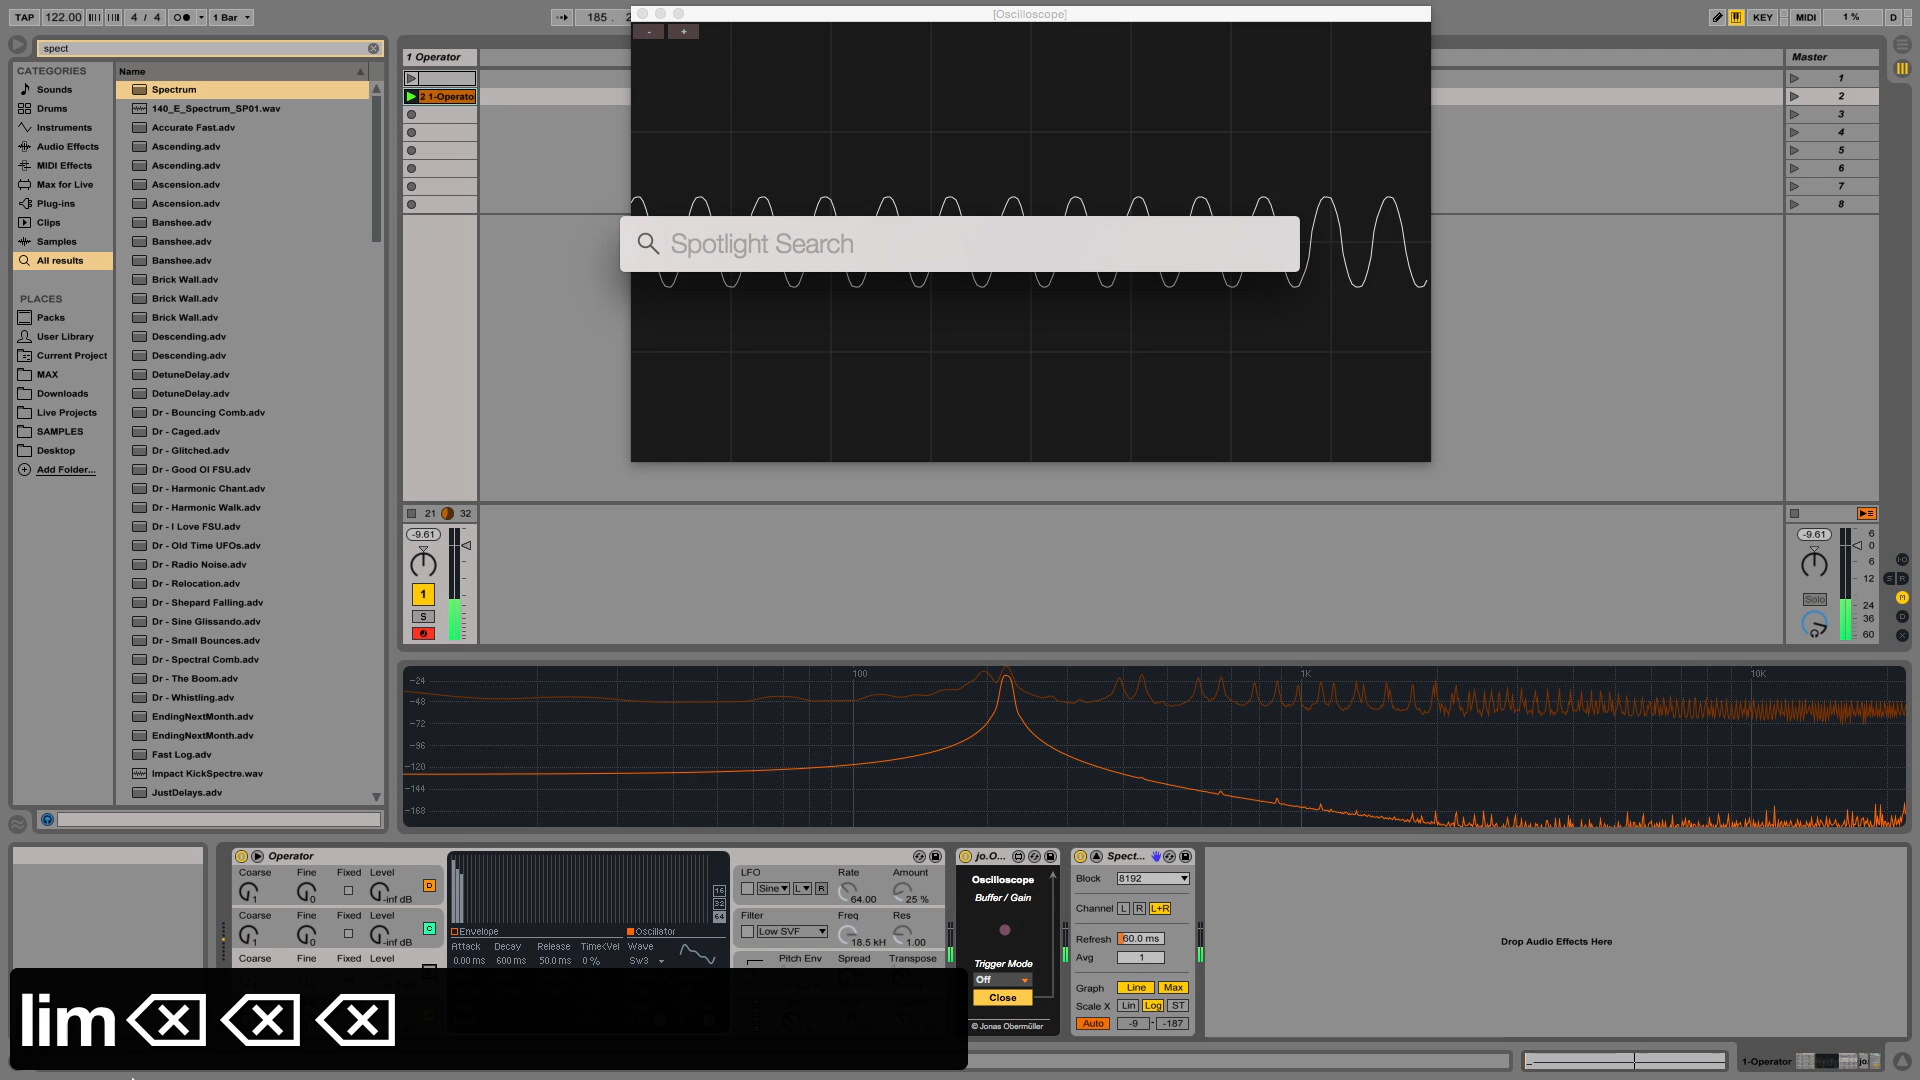 TAP 122.00 4 / 4 1 Bar
185 . 2
KEY MIDI 1 % D
[Oscilloscope]
- +
spect
CATEGORIES
Sounds
Drums
Instruments
Audio Effects
MIDI Effects
Max for Live
Plug-ins
Clips
Samples
All results
PLACES
Packs
User Library
Current Project
MAX
Downloads
Live Projects
SAMPLES
Desktop
Add Folder...
Name
Spectrum
140_E_Spectrum_SP01.wav
Accurate Fast.adv
Ascending.adv
Ascending.adv
Ascension.adv
Ascension.adv
Banshee.adv
Banshee.adv
Banshee.adv
Brick Wall.adv
Brick Wall.adv
Brick Wall.adv
Descending.adv
Descending.adv
DetuneDelay.adv
DetuneDelay.adv
Dr - Bouncing Comb.adv
Dr - Caged.adv
Dr - Glitched.adv
Dr - Good Ol FSU.adv
Dr - Harmonic Chant.adv
Dr - Harmonic Walk.adv
Dr - I Love FSU.adv
Dr - Old Time UFOs.adv
Dr - Radio Noise.adv
Dr - Relocation.adv
Dr - Shepard Falling.adv
Dr - Sine Glissando.adv
Dr - Small Bounces.adv
Dr - Spectral Comb.adv
Dr - The Boom.adv
Dr - Whistling.adv
EndingNextMonth.adv
EndingNextMonth.adv
Fast Log.adv
Impact KickSpectre.wav
JustDelays.adv
1 Operator
2 1-Operato
Spotlight Search
Master
1
2
3
4
5
6
7
8
21 32
-9.61
1
S
-9.61
6
0
6
12
24
36
60
Solo
S R
M
D
X
100 1K 10K
-24
-48
-72
-96
-120
-144
-168
Operator
Coarse Fine Fixed Level
1 0 -inf dB D
Coarse Fine Fixed Level
1 0 -inf dB C
Coarse Fine Fixed Level
16
32
64
Envelope Oscillator
Attack Decay Release Time<Vel Wave
0.00 ms 600 ms 50.0 ms 0 % Sw3
LFO Rate Amount
Sine L R 64.00 25 %
Filter Freq Res
Low SVF 18.5 kH 1.00
Pitch Env Spread Transpose
jo.O...
Oscilloscope
Buffer / Gain
Trigger Mode
Off
Close
© Jonas Obermüller
Spect...
Block 8192
Channel L R L+R
Refresh 60.0 ms
Avg 1
Graph Line Max
Scale X Lin Log ST
Auto -9 - -187
Drop Audio Effects Here
lim
1-Operator jo